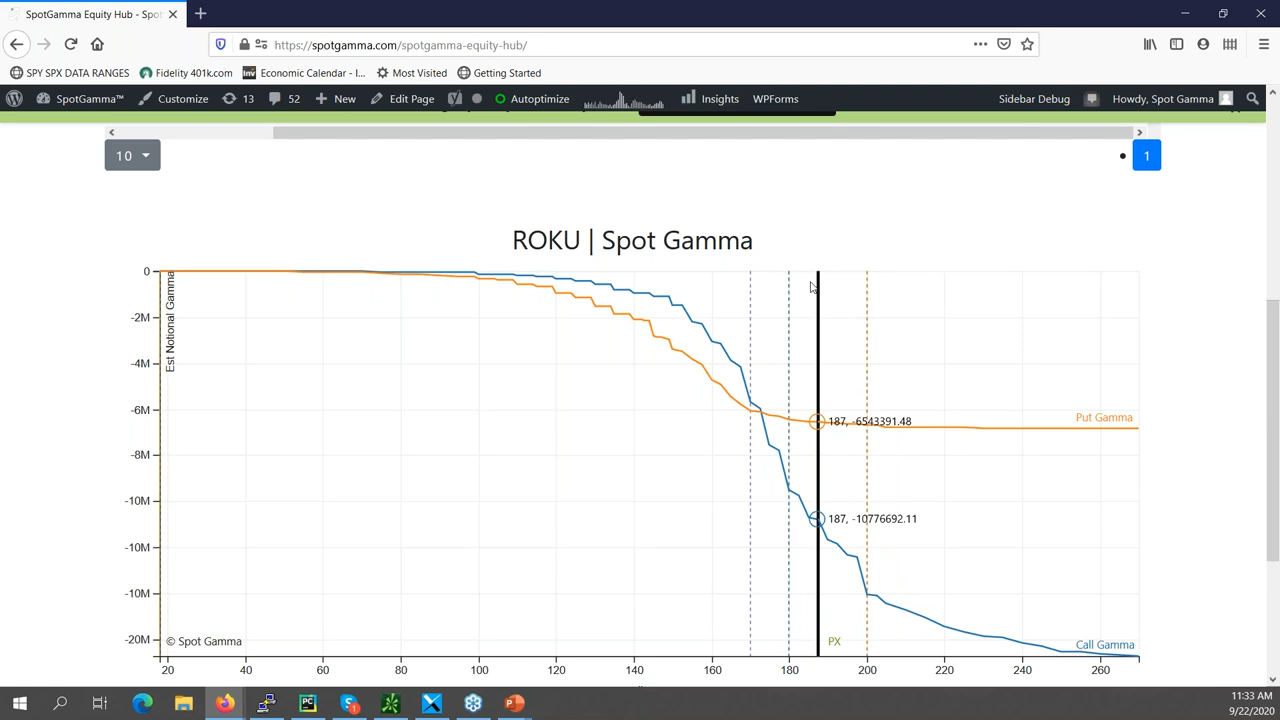 SpotGamma Equity Hub - Spot
https://spotgamma.com/spotgamma-equity-hub/
SPY SPX DATA RANGES
Fidelity 401k.com
Economic Calendar - I...
Most Visited
Getting Started
SpotGamma™
Customize
13
52
New
Edit Page
Autoptimize
Insights
WPForms
Sidebar Debug
Howdy, Spot Gamma
10
1
ROKU | Spot Gamma
Est Notional Gamma
0
-2M
-4M
-6M
-8M
-10M
-10M
-10M
-20M
187, -6543391.48
Put Gamma
187, -10776692.11
Call Gamma
© Spot Gamma
PX
20
40
60
80
100
120
140
160
180
200
220
240
260
11:33 AM
9/22/2020